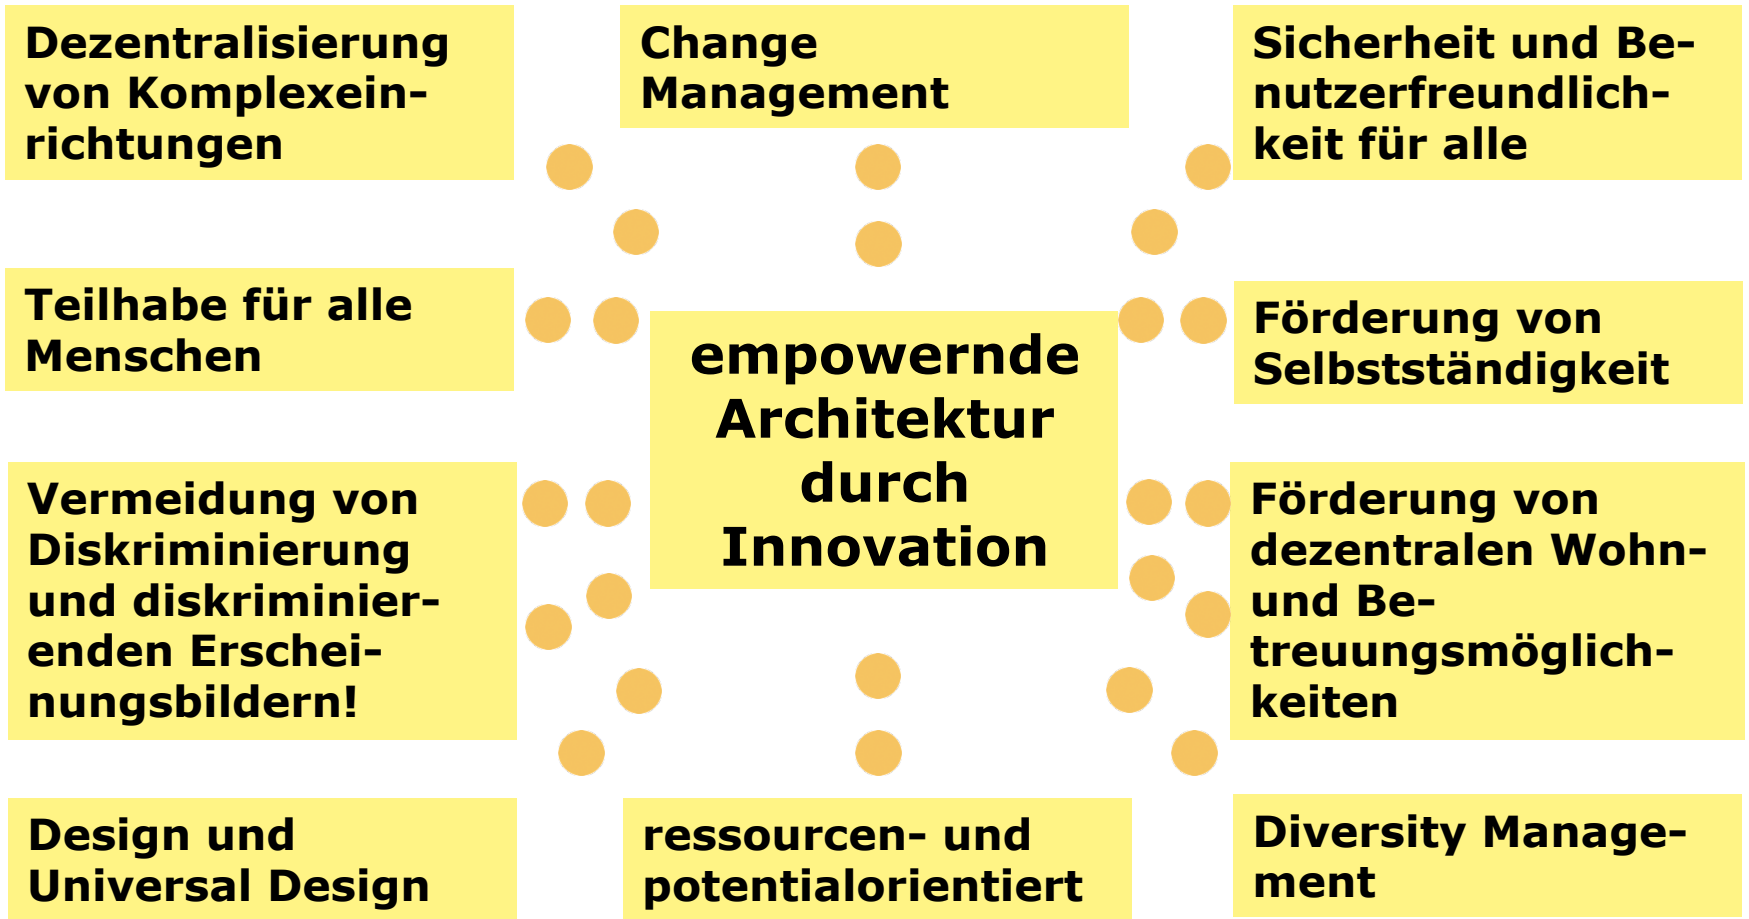 Dezentralisierung
von Komplexein-
richtungen
Change
Management
Sicherheit und Be-
nutzerfreundlich-
keit für alle
Teilhabe für alle
Menschen
empowernde
Architektur
durch
Innovation
Förderung von
Selbstständigkeit
Vermeidung von
Diskriminierung
und diskriminier-
enden Erschei-
nungsbildern!
Förderung von
dezentralen Wohn-
und Be-
treuungsmöglich-
keiten
Design und
Universal Design
ressourcen- und
potentialorientiert
Diversity Manage-
ment